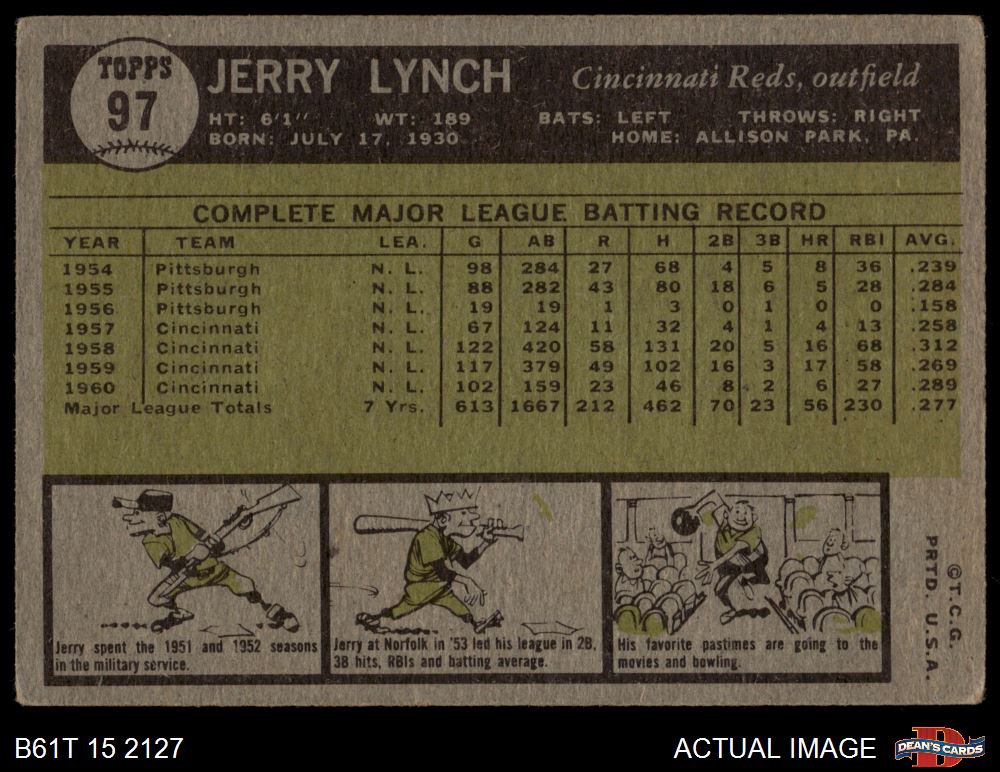 TOPPS
97
JERRY LYNCH Cincinnati Reds, outfield
HT: 6'1'' WT: 189 BATS: LEFT THROWS: RIGHT
BORN: JULY 17, 1930 HOME: ALLISON PARK, PA.
COMPLETE MAJOR LEAGUE BATTING RECORD
YEAR TEAM LEA. G AB R H 2B 3B HR RBI AVG.
1954 Pittsburgh N. L. 98 284 27 68 4 5 8 36 .239
1955 Pittsburgh N. L. 88 282 43 80 18 6 5 28 .284
1956 Pittsburgh N. L. 19 19 1 3 0 1 0 0 .158
1957 Cincinnati N. L. 67 124 11 32 4 1 4 13 .258
1958 Cincinnati N. L. 122 420 58 131 20 5 16 68 .312
1959 Cincinnati N. L. 117 379 49 102 16 3 17 58 .269
1960 Cincinnati N. L. 102 159 23 46 8 2 6 27 .289
Major League Totals 7 Yrs. 613 1667 212 462 70 23 56 230 .277
Jerry spent the 1951 and 1952 seasons
in the military service.
Jerry at Norfolk in '53 led his league in 2B,
3B hits, RBIs and batting average.
His favorite pastimes are going to the
movies and bowling.
©T.C.G.
PRTD. U.S.A.
B61T 15 2127
ACTUAL IMAGE
D
DEAN'S CARDS